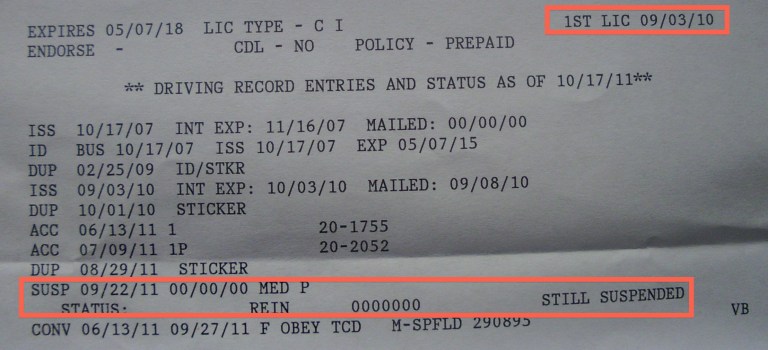 1ST LIC 09/03/10
EXPIRES 05/07/18 LIC TYPE - C I
ENDORSE - CDL - NO POLICY - PREPAID
** DRIVING RECORD ENTRIES AND STATUS AS OF 10/17/11**
ISS 10/17/07 INT EXP: 11/16/07 MAILED: 00/00/00
ID BUS 10/17/07 ISS 10/17/07 EXP 05/07/15
DUP 02/25/09 ID/STKR
ISS 09/03/10 INT EXP: 10/03/10 MAILED: 09/08/10
DUP 10/01/10 STICKER
ACC 06/13/11 1 20-1755
ACC 07/09/11 1P 20-2052
DUP 08/29/11 STICKER
SUSP 09/22/11 00/00/00 MED P
STATUS: REIN 0000000 STILL SUSPENDED
VB
CONV 06/13/11 09/27/11 F OBEY TCD M-SPFLD 290895